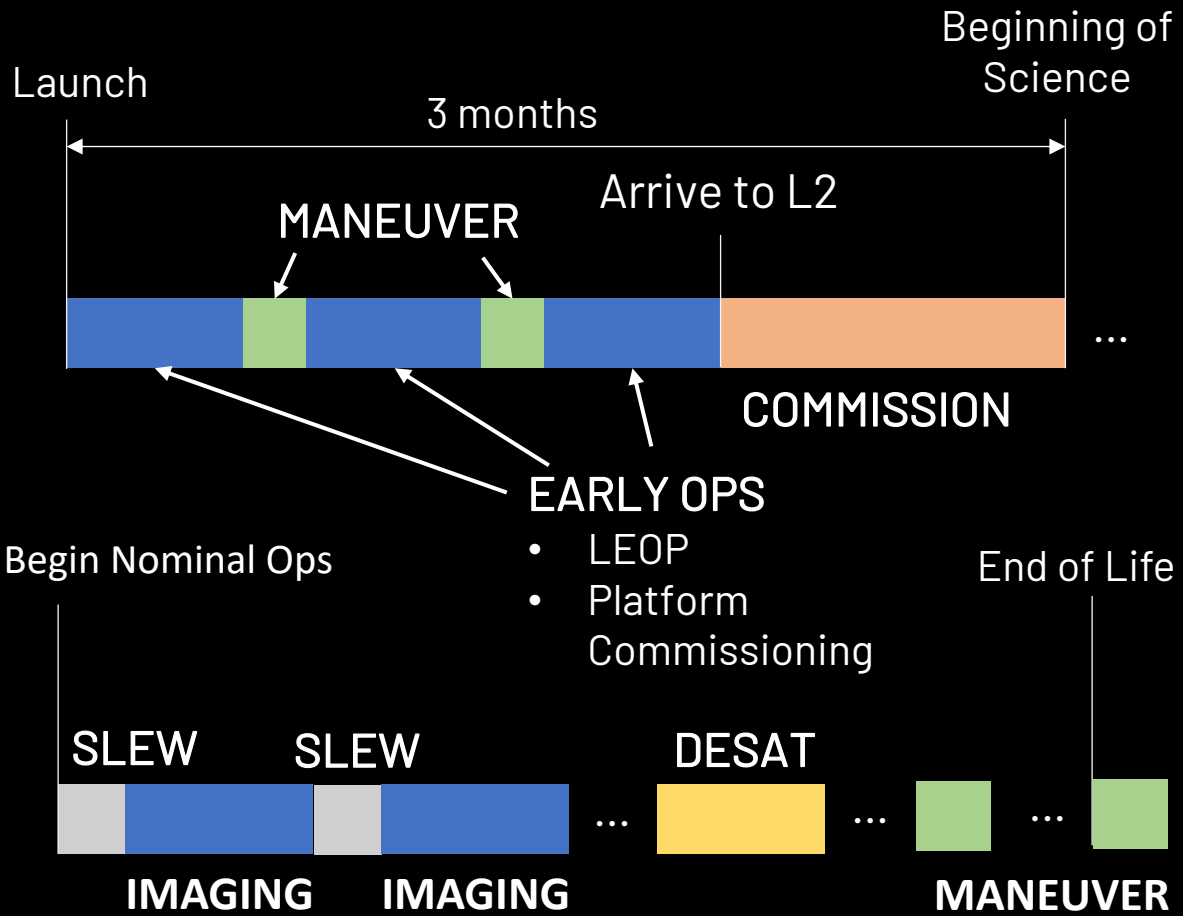 Beginning of
Science
Launch
3 months
Arrive to L2
MANEUVER
...
COMMISSION
EARLY OPS
• LEOP
• Platform
Commissioning
Begin Nominal Ops
End of Life
SLEW
SLEW
DESAT
...
...
...
IMAGING
IMAGING
MANEUVER